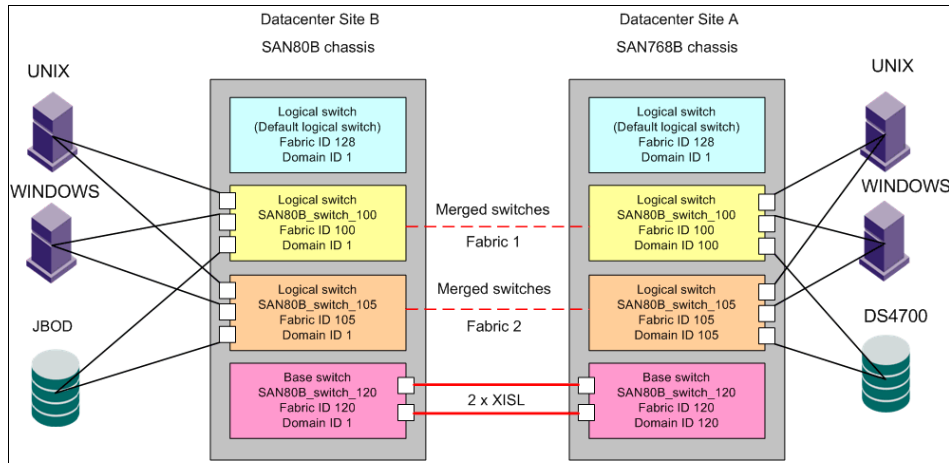 Datacenter Site B
SAN80B chassis
Datacenter Site A
SAN768B chassis
UNIX
WINDOWS
JBOD
Logical switch
(Default logical switch)
Fabric ID 128
Domain ID 1
Logical switch
SAN80B_switch_100
Fabric ID 100
Domain ID 1
Logical switch
SAN80B_switch_105
Fabric ID 105
Domain ID 1
Base switch
SAN80B_switch_120
Fabric ID 120
Domain ID 1
Merged switches
Fabric 1
Merged switches
Fabric 2
2 x XISL
Logical switch
(Default logical switch)
Fabric ID 128
Domain ID 1
Logical switch
SAN80B_switch_100
Fabric ID 100
Domain ID 100
Logical switch
SAN80B_switch_105
Fabric ID 105
Domain ID 105
Base switch
SAN80B_switch_120
Fabric ID 120
Domain ID 120
UNIX
WINDOWS
DS4700